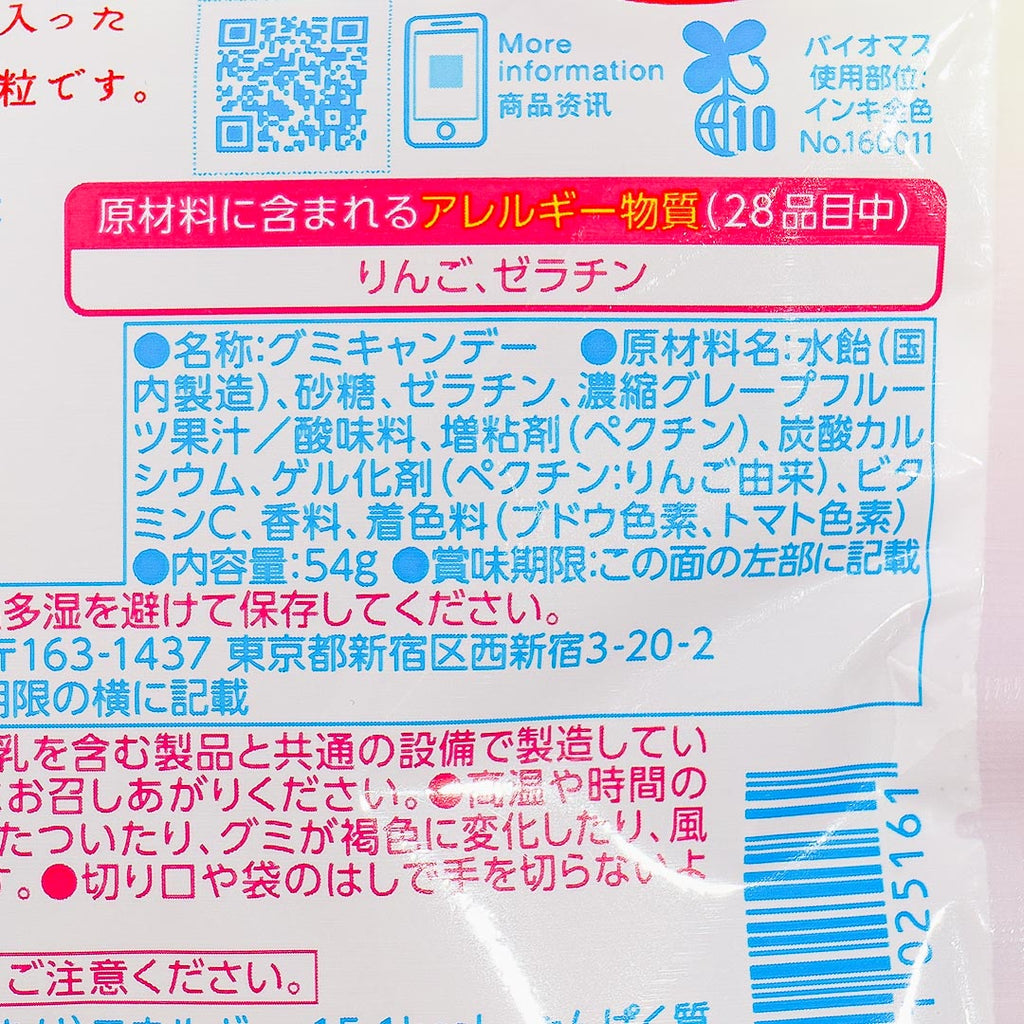 入った
粒です。
More
information
商品资讯
10
バイオマス
使用部位:
インキ全色
No.160011
原材料に含まれるアレルギー物質(28品目中)
りんご、ゼラチン
●名称:グミキャンデー ●原材料名:水飴(国
内製造)、砂糖、ゼラチン、濃縮グレープフルー
ツ果汁/酸味料、増粘剤(ペクチン)、炭酸カル
シウム、ゲル化剤(ペクチン:りんご由来)、ビタ
ミンC、香料、着色料(ブドウ色素、トマト色素)
●内容量:54g ●賞味期限:この面の左部に記載
多湿を避けて保存してください。
〒163-1437 東京都新宿区西新宿3-20-2
期限の横に記載
乳を含む製品と共通の設備で製造してい
お召しあがりください。●高温や時間の
たついたり、グミが褐色に変化したり、風
す。●切り口や袋のはしで手を切らないよ
ご注意ください。
025161
たんぱく質